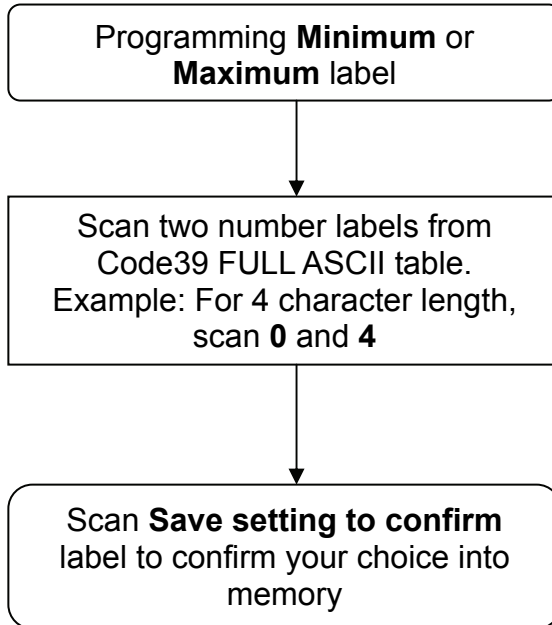 Programming Minimum or
Maximum label
Scan two number labels from
Code39 FULL ASCII table.
Example: For 4 character length,
scan 0 and 4
Scan Save setting to confirm
label to confirm your choice into
memory